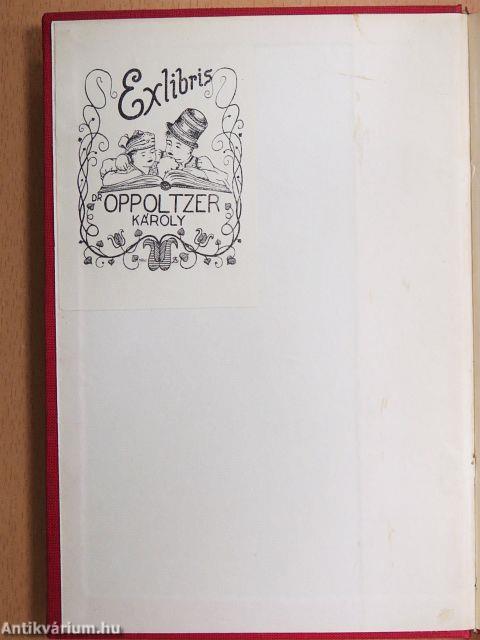 Exlibris
DR OPPOLTZER
KÁROLY
Antikvárium.hu